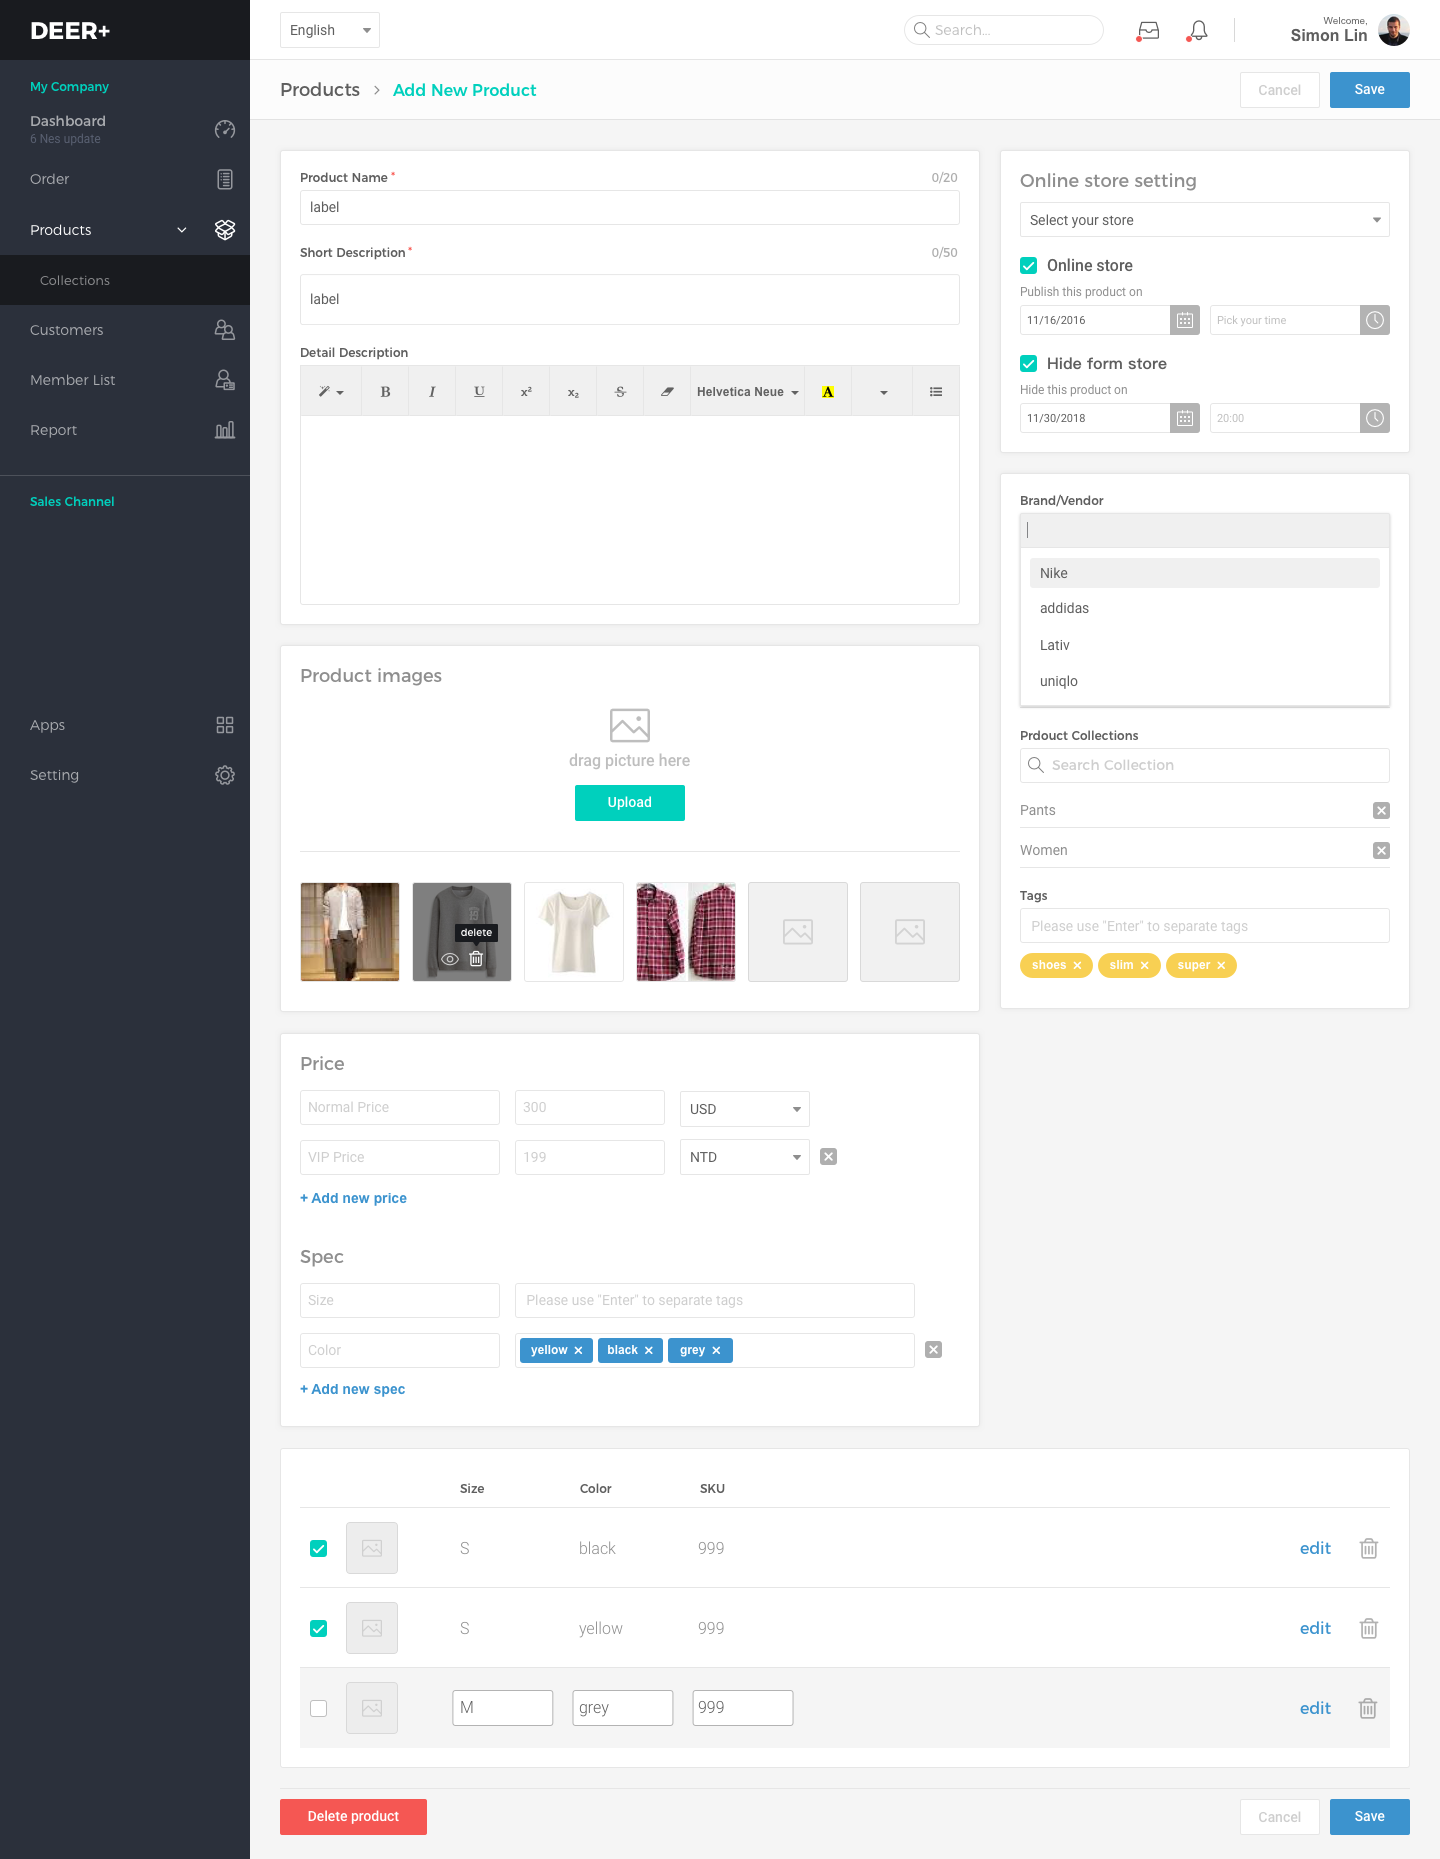 DEER+
English
Search...
Welcome,
Simon Lin
My Company
Dashboard
6 Nes update
Order
Products
Collections
Customers
Member List
Report
Sales Channel
Apps
Setting
Products > Add New Product
Cancel
Save
Product Name*
0/20
label
Short Description*
0/50
label
Detail Description
B I U x² x₂ S Helvetica Neue A
Product images
drag picture here
Upload
delete
Price
Normal Price 300 USD
VIP Price 199 NTD
+ Add new price
Spec
Size Please use "Enter" to separate tags
Color yellow × black × grey ×
+ Add new spec
Online store setting
Select your store
Online store
Publish this product on
11/16/2016 Pick your time
Hide form store
Hide this product on
11/30/2018 20:00
Brand/Vendor
Nike
addidas
Lativ
uniqlo
Prdouct Collections
Search Collection
Pants
Women
Tags
Please use "Enter" to separate tags
shoes × slim × super ×
Size Color SKU
S black 999 edit
S yellow 999 edit
M grey 999 edit
Delete product
Cancel
Save